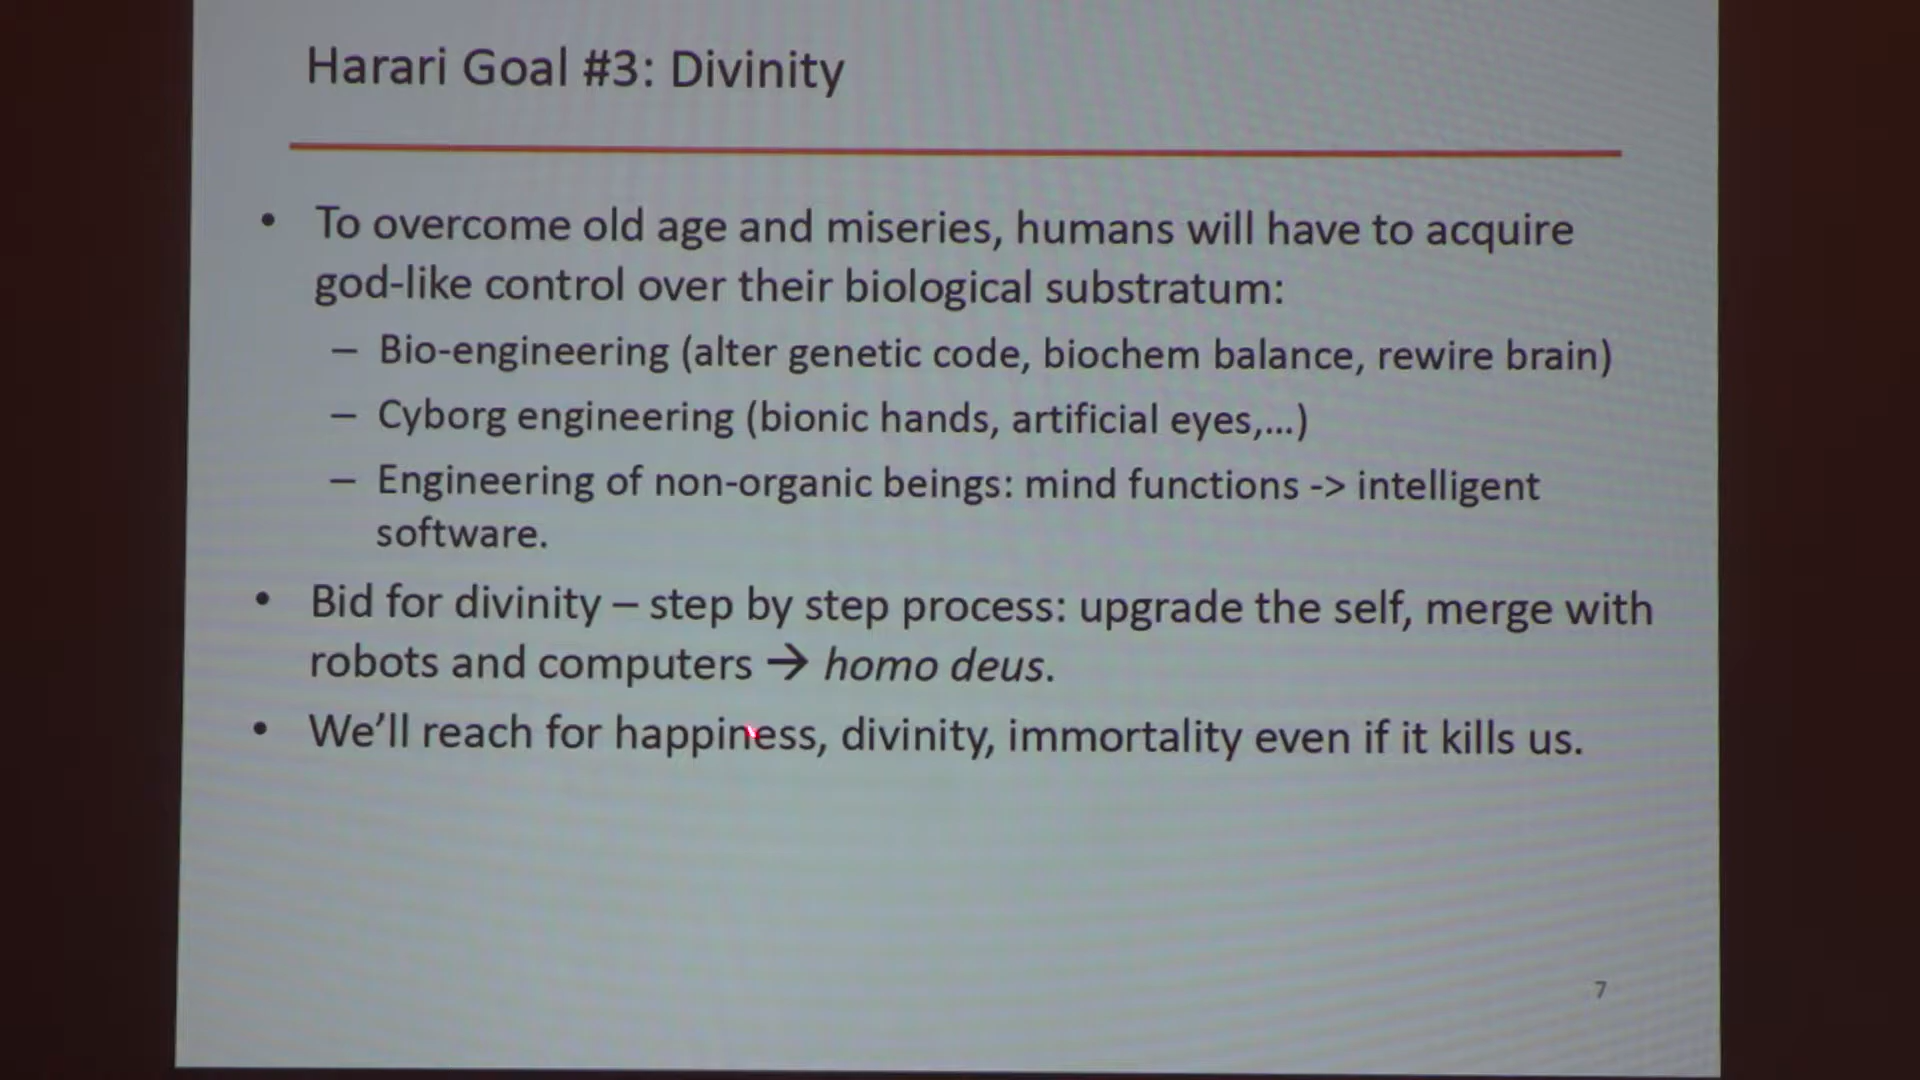 Harari Goal #3: Divinity
• To overcome old age and miseries, humans will have to acquire
god-like control over their biological substratum:
– Bio-engineering (alter genetic code, biochem balance, rewire brain)
– Cyborg engineering (bionic hands, artificial eyes,...)
– Engineering of non-organic beings: mind functions -> intelligent
software.
• Bid for divinity – step by step process: upgrade the self, merge with
robots and computers → homo deus.
• We'll reach for happiness, divinity, immortality even if it kills us.
7